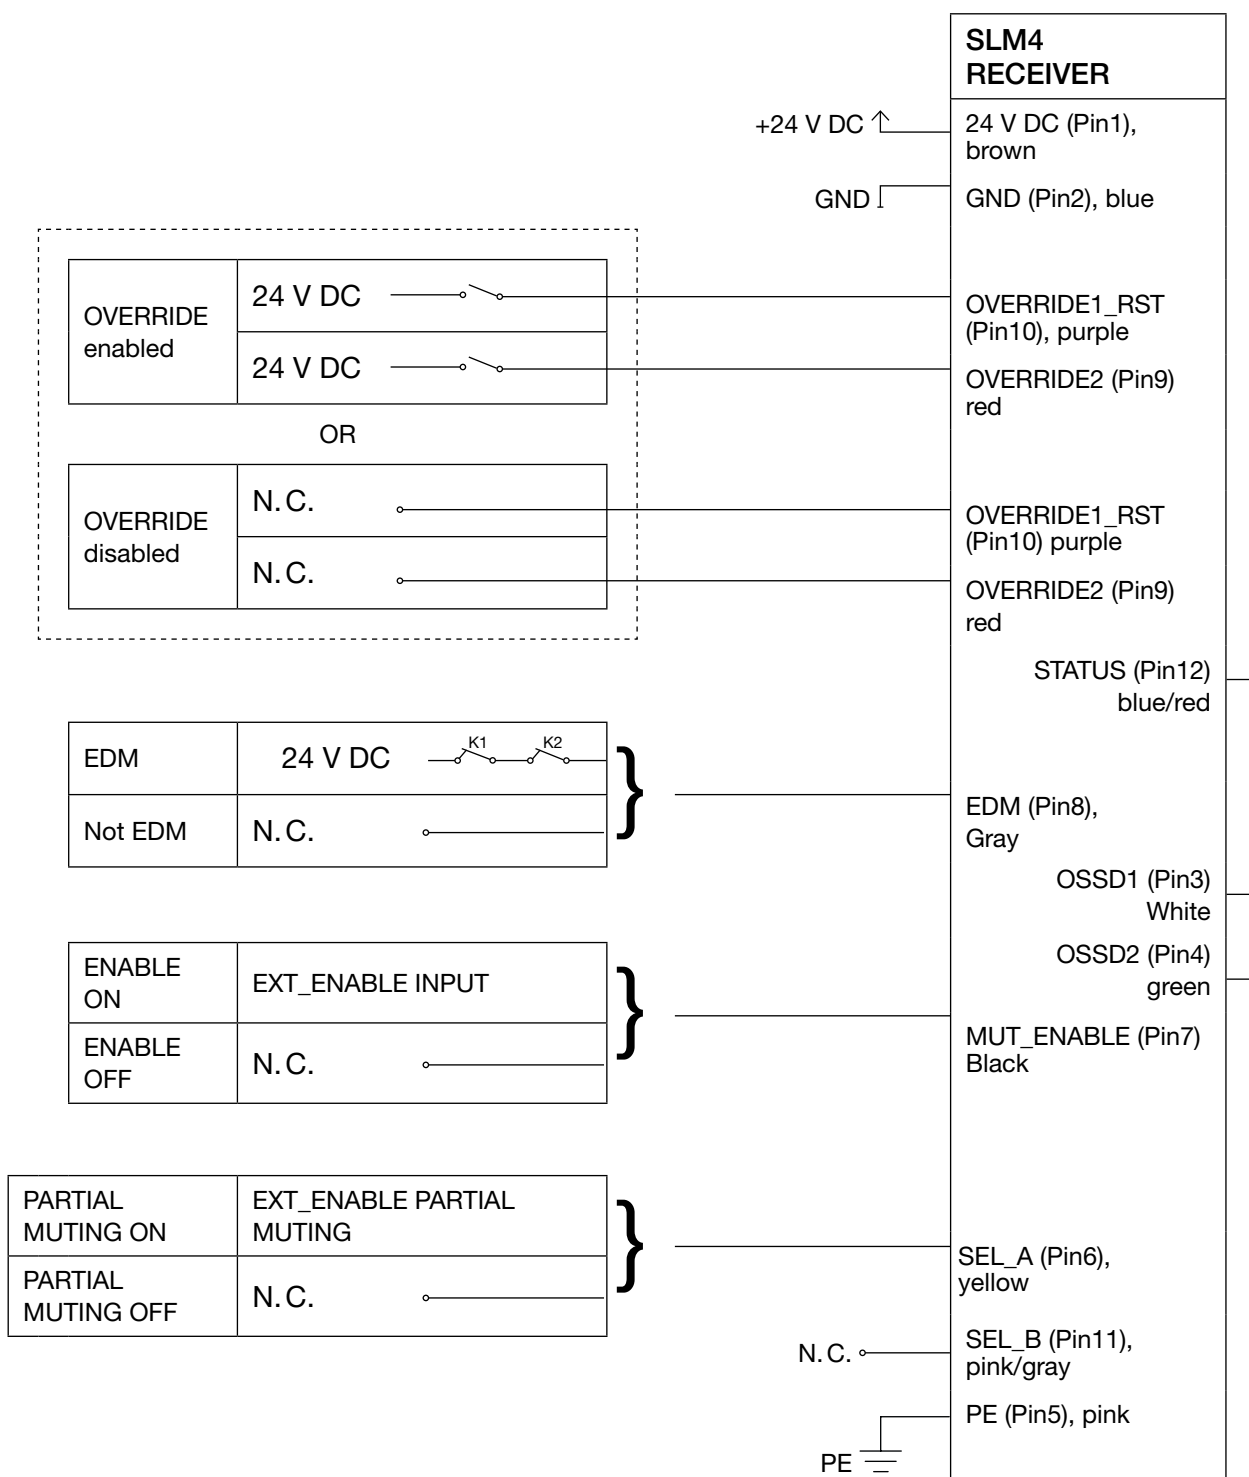 SLM4
RECEIVER
+24 V DC
24 V DC (Pin1),
brown
GND
GND (Pin2), blue
OVERRIDE
enabled
24 V DC
24 V DC
OVERRIDE1_RST
(Pin10), purple
OVERRIDE2 (Pin9)
red
OR
OVERRIDE
disabled
N.C.
N.C.
OVERRIDE1_RST
(Pin10) purple
OVERRIDE2 (Pin9)
red
STATUS (Pin12)
blue/red
EDM
24 V DC
K1
K2
Not EDM
N.C.
EDM (Pin8),
Gray
OSSD1 (Pin3)
White
OSSD2 (Pin4)
green
ENABLE
ON
EXT_ENABLE INPUT
ENABLE
OFF
N.C.
MUT_ENABLE (Pin7)
Black
PARTIAL
MUTING ON
EXT_ENABLE PARTIAL
MUTING
PARTIAL
MUTING OFF
N.C.
SEL_A (Pin6),
yellow
N.C.
SEL_B (Pin11),
pink/gray
PE (Pin5), pink
PE